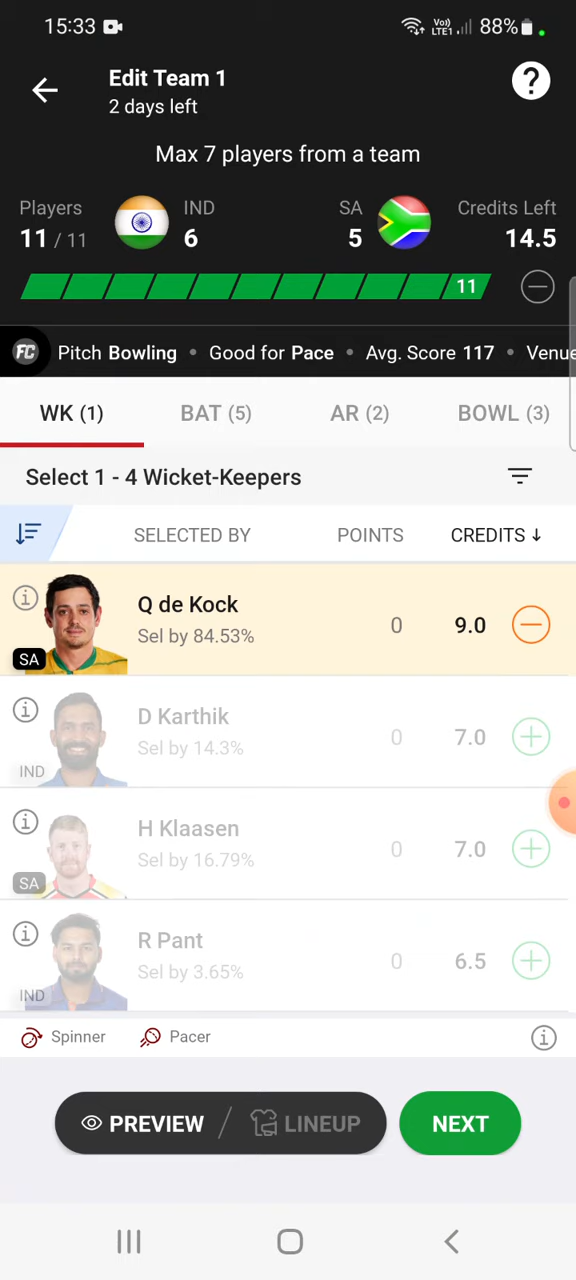 15:33 Vo) LTE1 88%
Edit Team 1
2 days left
?
Max 7 players from a team
Players IND SA Credits Left
11 / 11 6 5 14.5
11
FC Pitch Bowling • Good for Pace • Avg. Score 117 • Venue
WK (1) BAT (5) AR (2) BOWL (3)
Select 1 - 4 Wicket-Keepers
SELECTED BY POINTS CREDITS ↓
Q de Kock
Sel by 84.53% 0 9.0
SA
D Karthik
Sel by 14.3% 0 7.0
IND
H Klaasen
Sel by 16.79% 0 7.0
SA
R Pant
Sel by 3.65% 0 6.5
IND
Spinner Pacer
PREVIEW / LINEUP NEXT